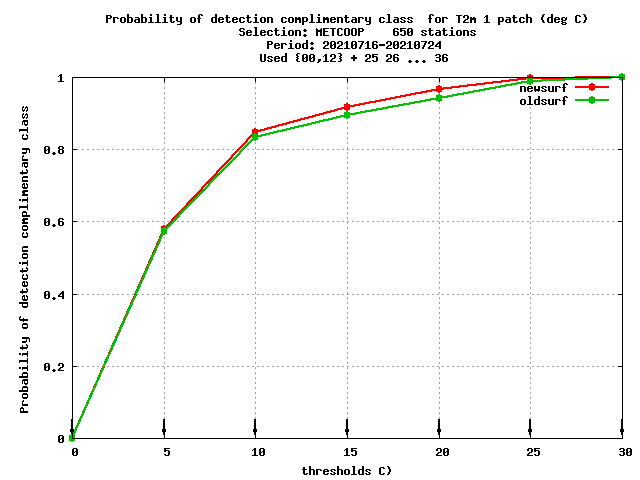 Probability of detection complimentary class  for T2m 1 patch (deg C)
Selection: METCOOP    650 stations
Period: 20210716-20210724
Used {00,12} + 25 26 ... 36
Probability of detection complimentary class
1
0.8
0.6
0.4
0.2
0
newsurf
oldsurf
0 5 10 15 20 25 30
thresholds C)